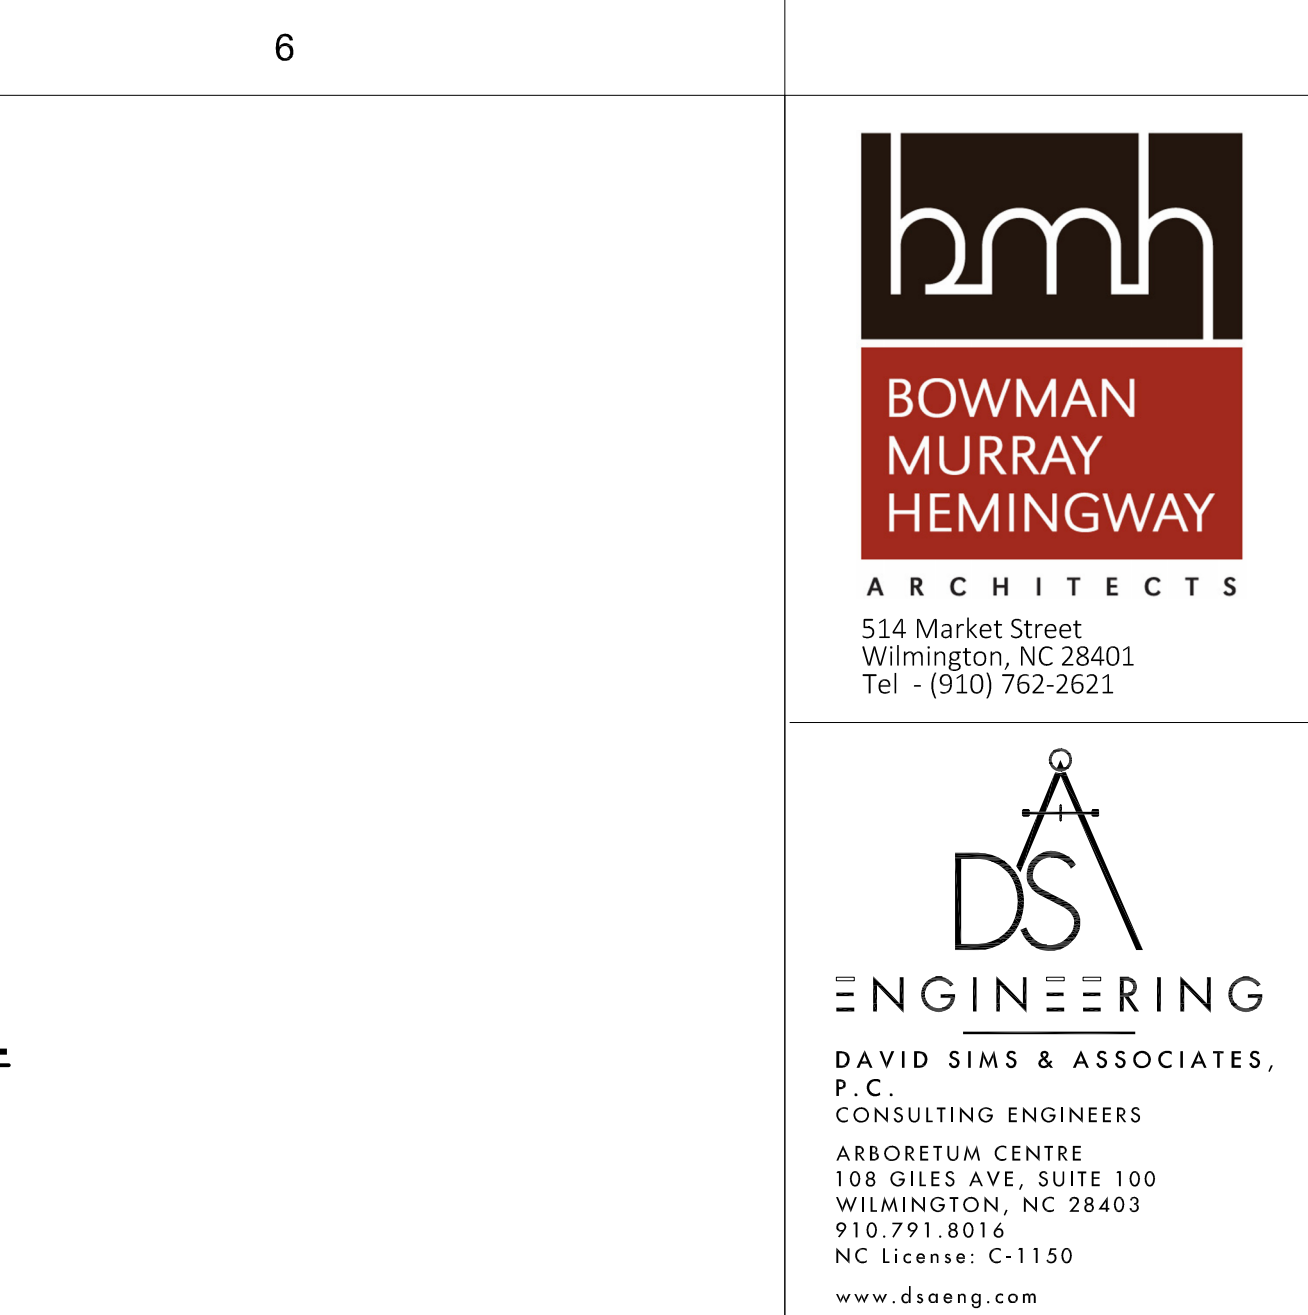 6
bmh
BOWMAN
MURRAY
HEMINGWAY
ARCHITECTS
514 Market Street
Wilmington, NC 28401
Tel - (910) 762-2621
DSA
ENGINEERING
DAVID SIMS & ASSOCIATES,
P.C.
CONSULTING ENGINEERS
ARBORETUM CENTRE
108 GILES AVE, SUITE 100
WILMINGTON, NC 28403
910.791.8016
NC License: C-1150
www.dsaeng.com